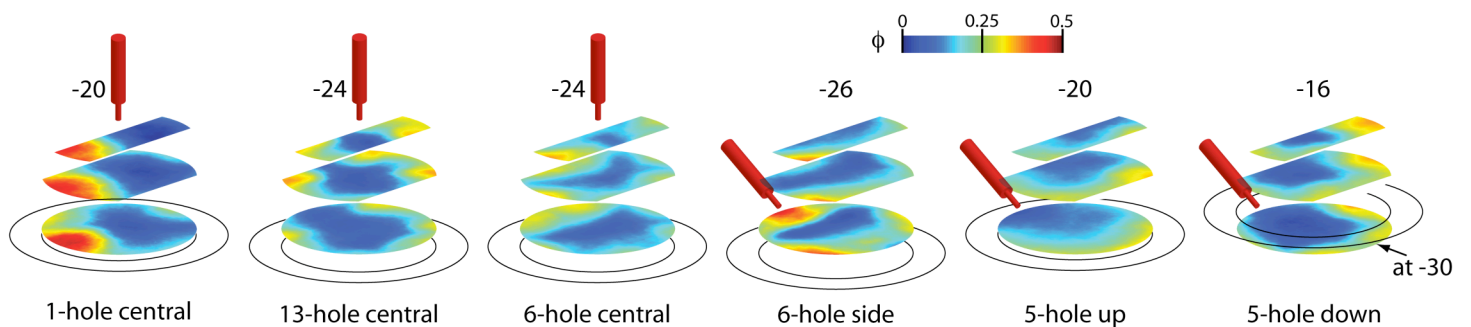 0 0.25 0.5
ϕ
-20 -24 -24 -26 -20 -16
at -30
1-hole central 13-hole central 6-hole central 6-hole side 5-hole up 5-hole down